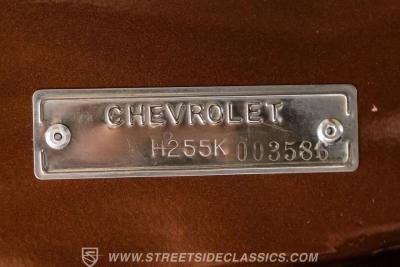 CHEVROLET
H255K 003586
WWW.STREETSIDECLASSICS.COM